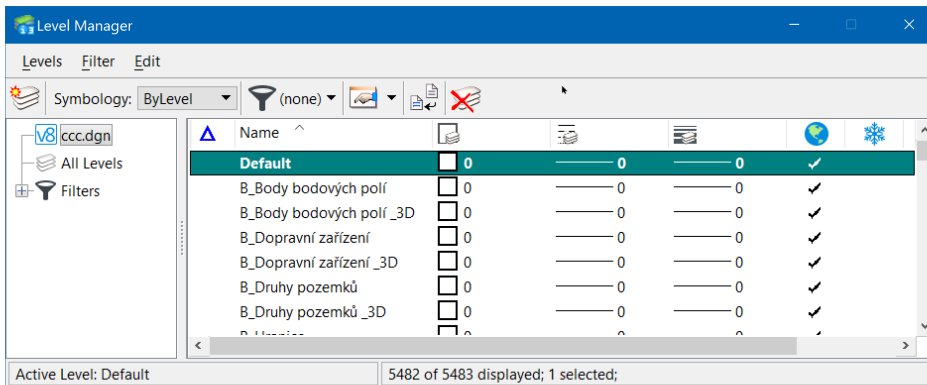 Level Manager
Levels Filter Edit
Symbology: ByLevel (none)
V8 ccc.dgn
All Levels
Filters
Name
Default 0 0 0
B_Body bodových polí 0 0 0
B_Body bodových polí _3D 0 0 0
B_Dopravní zařízení 0 0 0
B_Dopravní zařízení _3D 0 0 0
B_Druhy pozemků 0 0 0
B_Druhy pozemků _3D 0 0 0
Active Level: Default 5482 of 5483 displayed; 1 selected;